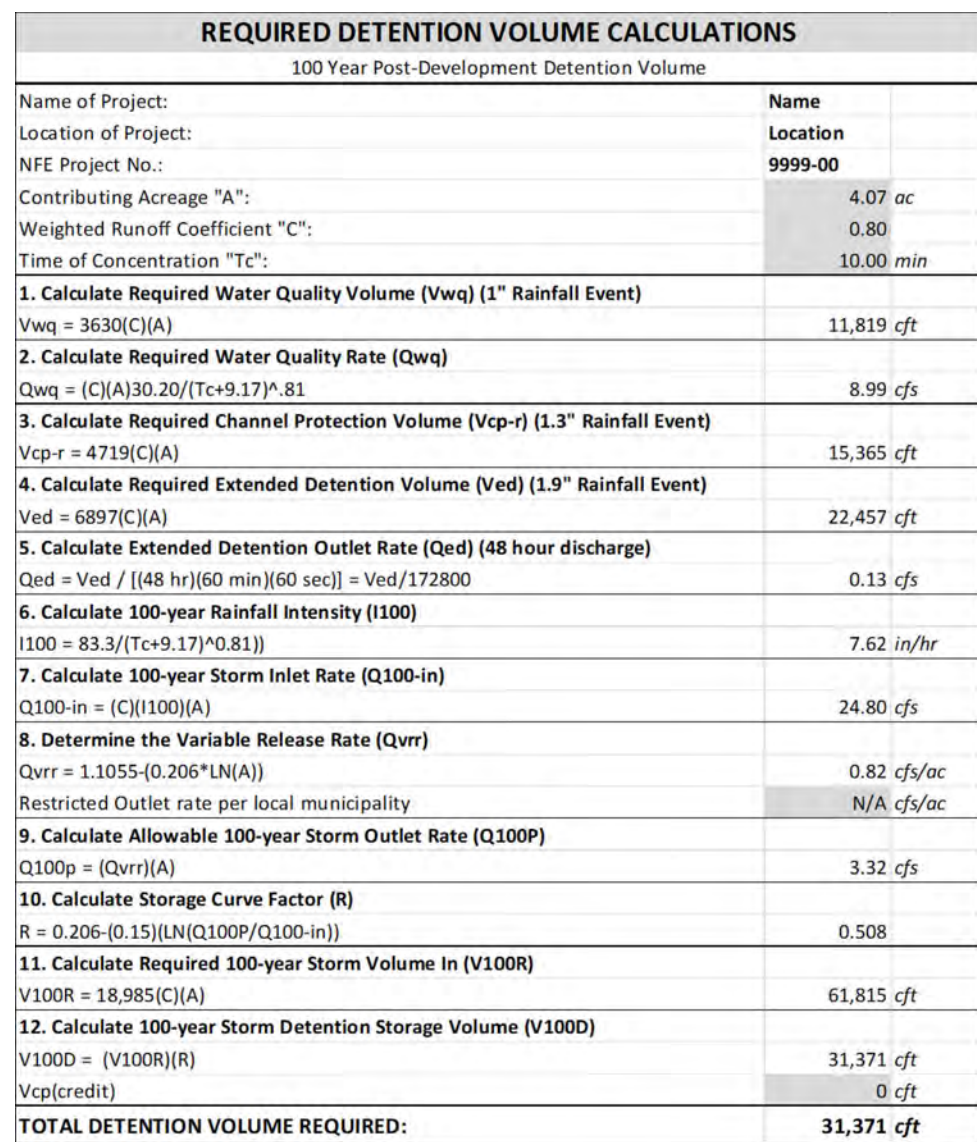 REQUIRED DETENTION VOLUME CALCULATIONS
100 Year Post-Development Detention Volume
Name of Project: Name
Location of Project: Location
NFE Project No.: 9999-00
Contributing Acreage "A": 4.07 ac
Weighted Runoff Coefficient "C": 0.80
Time of Concentration "Tc": 10.00 min
1. Calculate Required Water Quality Volume (Vwq) (1" Rainfall Event)
Vwq = 3630(C)(A) 11,819 cft
2. Calculate Required Water Quality Rate (Qwq)
Qwq = (C)(A)30.20/(Tc+9.17)^.81 8.99 cfs
3. Calculate Required Channel Protection Volume (Vcp-r) (1.3" Rainfall Event)
Vcp-r = 4719(C)(A) 15,365 cft
4. Calculate Required Extended Detention Volume (Ved) (1.9" Rainfall Event)
Ved = 6897(C)(A) 22,457 cft
5. Calculate Extended Detention Outlet Rate (Qed) (48 hour discharge)
Qed = Ved / [(48 hr)(60 min)(60 sec)] = Ved/172800 0.13 cfs
6. Calculate 100-year Rainfall Intensity (I100)
I100 = 83.3/(Tc+9.17)^0.81)) 7.62 in/hr
7. Calculate 100-year Storm Inlet Rate (Q100-in)
Q100-in = (C)(I100)(A) 24.80 cfs
8. Determine the Variable Release Rate (Qvrr)
Qvrr = 1.1055-(0.206*LN(A)) 0.82 cfs/ac
Restricted Outlet rate per local municipality N/A cfs/ac
9. Calculate Allowable 100-year Storm Outlet Rate (Q100P)
Q100p = (Qvrr)(A) 3.32 cfs
10. Calculate Storage Curve Factor (R)
R = 0.206-(0.15)(LN(Q100P/Q100-in)) 0.508
11. Calculate Required 100-year Storm Volume In (V100R)
V100R = 18,985(C)(A) 61,815 cft
12. Calculate 100-year Storm Detention Storage Volume (V100D)
V100D = (V100R)(R) 31,371 cft
Vcp(credit) 0 cft
TOTAL DETENTION VOLUME REQUIRED: 31,371 cft